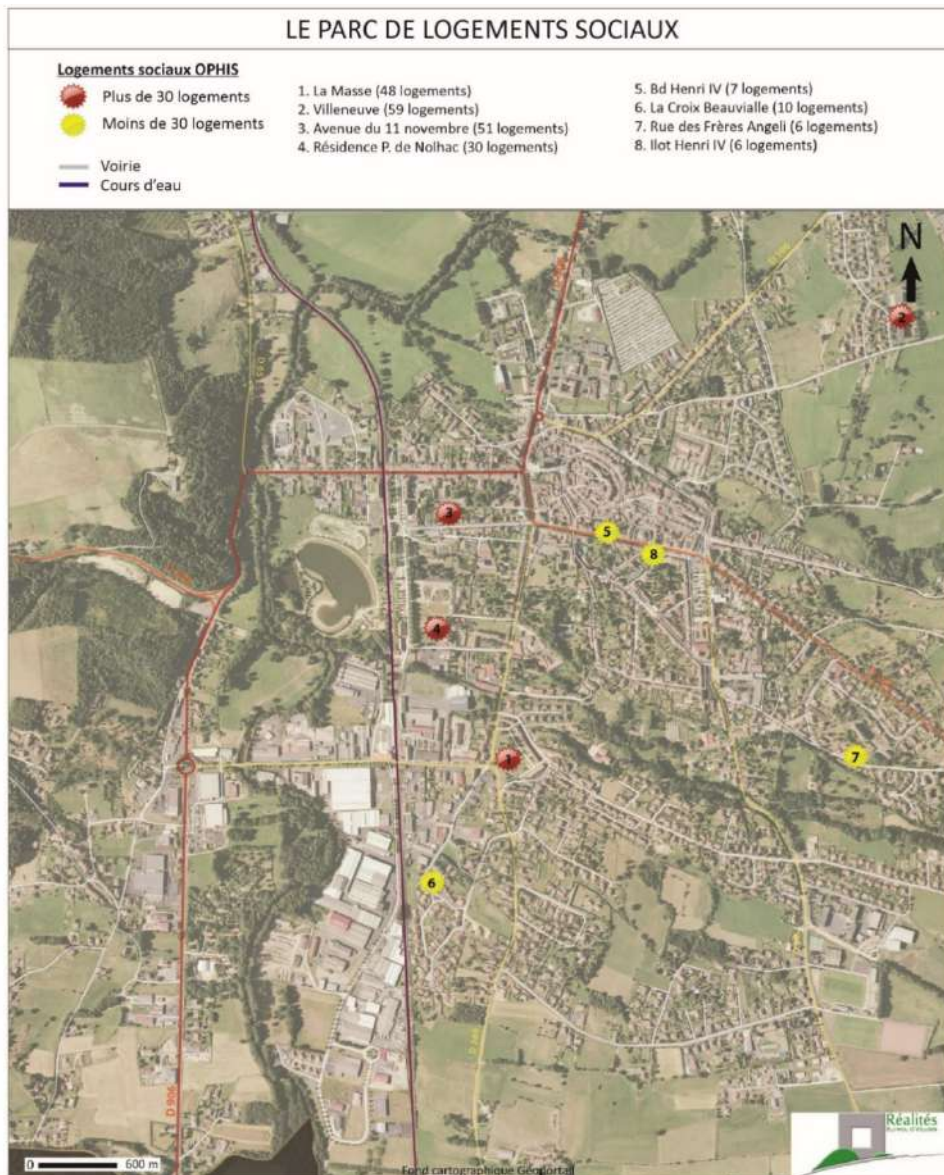 LE PARC DE LOGEMENTS SOCIAUX
Logements sociaux OPHIS
Plus de 30 logements
Moins de 30 logements
Voirie
Cours d'eau
1. La Masse (48 logements)
2. Villeneuve (59 logements)
3. Avenue du 11 novembre (51 logements)
4. Résidence P. de Nolhac (30 logements)
5. Bd Henri IV (7 logements)
6. La Croix Beauvialle (10 logements)
7. Rue des Frères Angeli (6 logements)
8. Ilot Henri IV (6 logements)
N
2
3
5
8
4
1
7
6
D 906
0
600 m
Fond cartographique Géoportail
Réalités
Bureau d'études